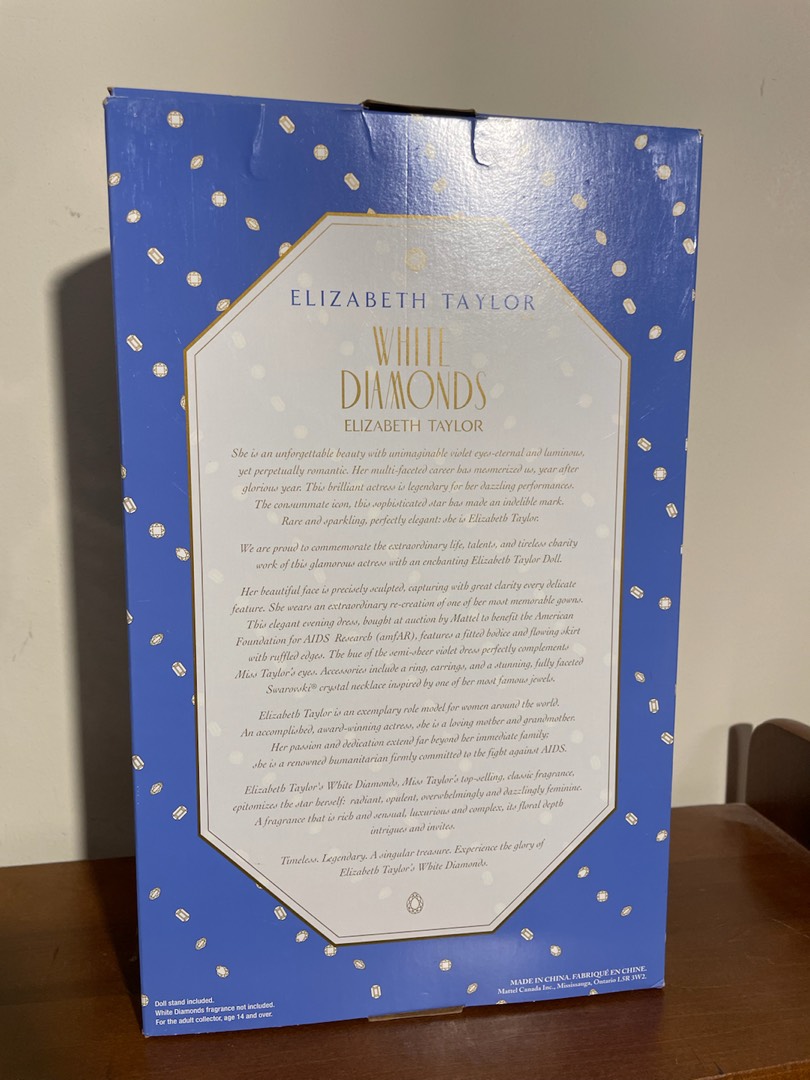 ELIZABETH TAYLOR
WHITE
DIAMONDS
ELIZABETH TAYLOR
She is an unforgettable beauty with unimaginable violet eyes-eternal and luminous,
yet perpetually romantic. Her multi-faceted career has mesmerized us, year after
glorious year. This brilliant actress is legendary for her dazzling performances.
The consummate icon, this sophisticated star has made an indelible mark.
Rare and sparkling, perfectly elegant: she is Elizabeth Taylor.
We are proud to commemorate the extraordinary life, talents, and tireless charity
work of this glamorous actress with an enchanting Elizabeth Taylor Doll.
Her beautiful face is precisely sculpted, capturing with great clarity every delicate
feature. She wears an extraordinary re-creation of one of her most memorable gowns.
This elegant evening dress, bought at auction by Mattel to benefit the American
Foundation for AIDS Research (amfAR), features a fitted bodice and flowing skirt
with ruffled edges. The hue of the semi-sheer violet dress perfectly complements
Miss Taylor's eyes. Accessories include a ring, earrings, and a stunning, fully faceted
Swarovski® crystal necklace inspired by one of her most famous jewels.
Elizabeth Taylor is an exemplary role model for women around the world.
An accomplished, award-winning actress, she is a loving mother and grandmother.
Her passion and dedication extend far beyond her immediate family;
she is a renowned humanitarian firmly committed to the fight against AIDS.
Elizabeth Taylor's White Diamonds, Miss Taylor's top-selling, classic fragrance,
epitomizes the star herself: radiant, opulent, overwhelmingly and dazzlingly feminine.
A fragrance that is rich and sensual, luxurious and complex, its floral depth
intrigues and invites.
Timeless. Legendary. A singular treasure. Experience the glory of
Elizabeth Taylor's White Diamonds.
Doll stand included.
White Diamonds fragrance not included.
For the adult collector, age 14 and over.
MADE IN CHINA. FABRIQUÉ EN CHINE.
Mattel Canada Inc., Mississauga, Ontario L5R 3W2.